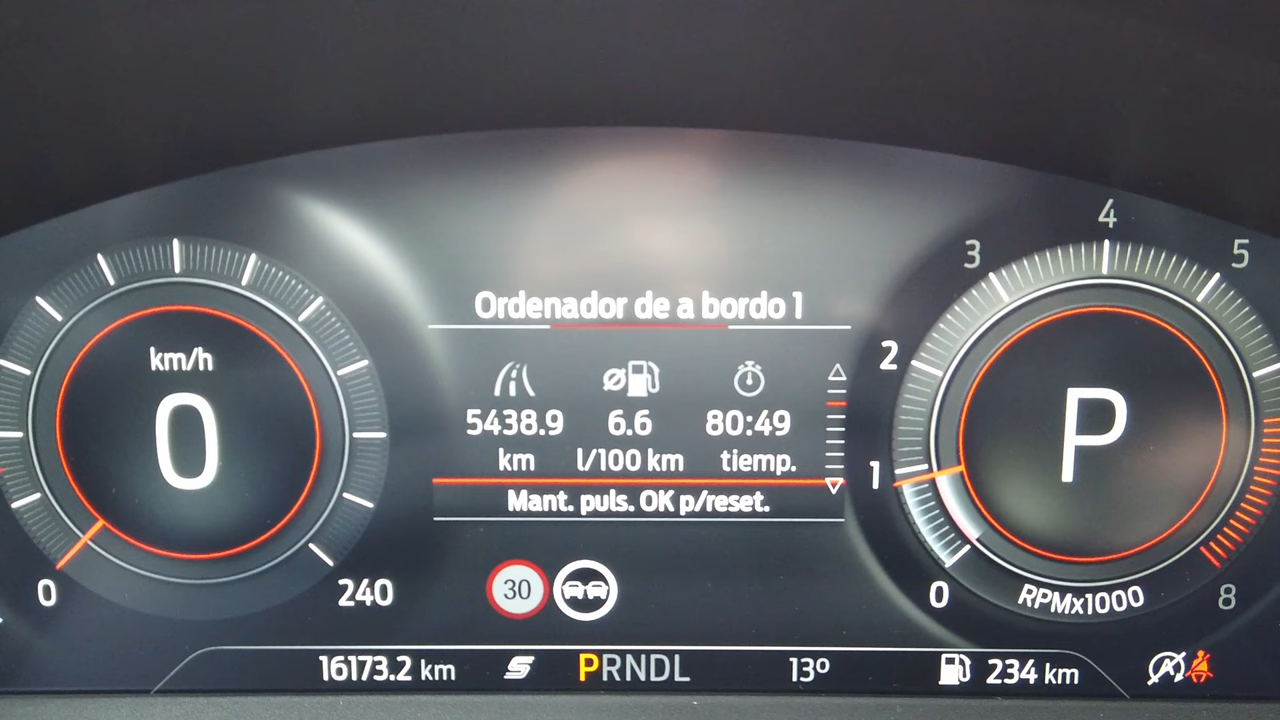 Ordenador de a bordo 1
km/h
0
0
240
5438.9 6.6 80:49
km l/100 km tiemp.
Mant. puls. OK p/reset.
30
0
1
2
3
4
5
8
P
RPMx1000
16173.2 km S PRNDL 13º 234 km
A